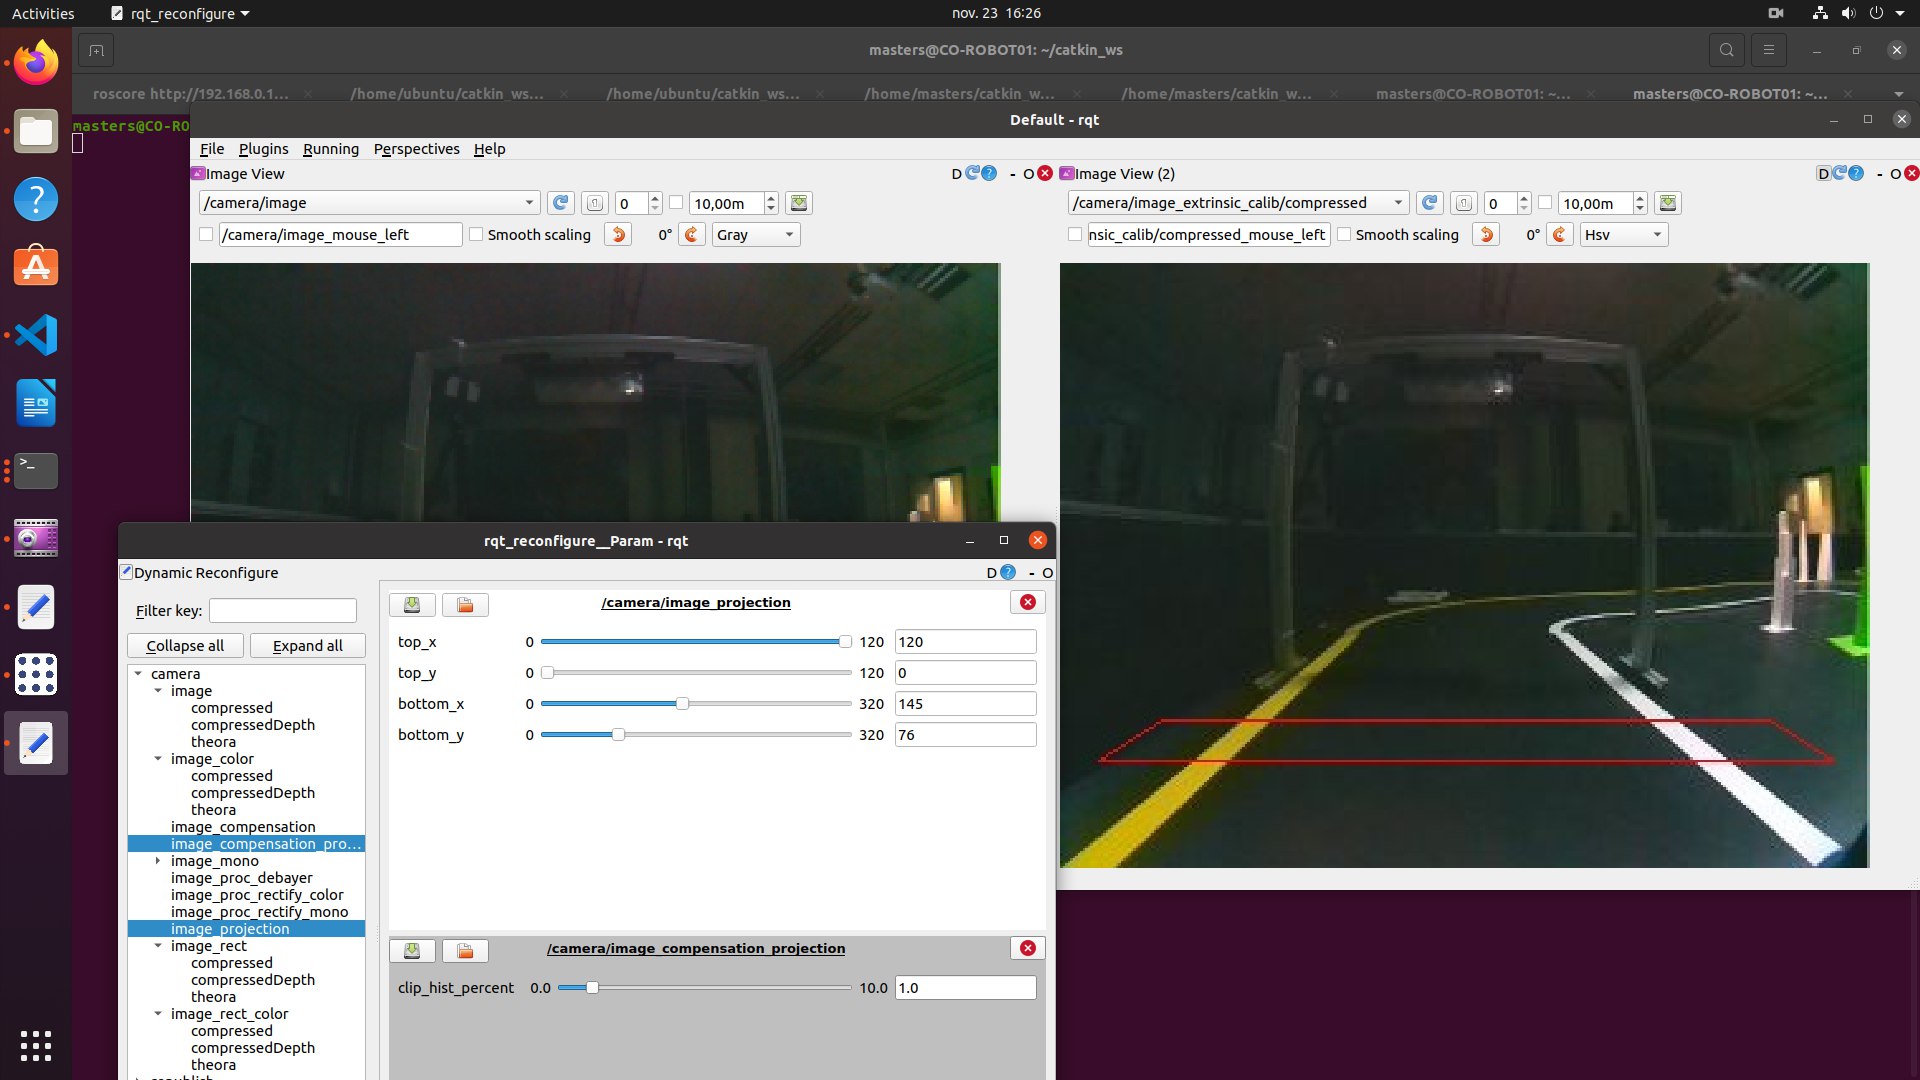 Activities rqt_reconfigure nov. 23 16:26
masters@CO-ROBOT01: ~/catkin_ws
roscore http://192.168.0.1... /home/ubuntu/catkin_ws... /home/ubuntu/catkin_ws... /home/masters/catkin_w... /home/masters/catkin_w... masters@CO-ROBOT01: ~... masters@CO-ROBOT01: ~...
masters@CO-RO
Default - rqt
File Plugins Running Perspectives Help
Image View D - O Image View (2) D - O
/camera/image 0 10,00m /camera/image_extrinsic_calib/compressed 0 10,00m
/camera/image_mouse_left Smooth scaling 0° Gray nsic_calib/compressed_mouse_left Smooth scaling 0° Hsv
rqt_reconfigure__Param - rqt
Dynamic Reconfigure D - O
Filter key:
Collapse all Expand all
camera
image
compressed
compressedDepth
theora
image_color
compressed
compressedDepth
theora
image_compensation
image_compensation_pro...
image_mono
image_proc_debayer
image_proc_rectify_color
image_proc_rectify_mono
image_projection
image_rect
compressed
compressedDepth
theora
image_rect_color
compressed
compressedDepth
theora
/camera/image_projection
top_x 0 120 120
top_y 0 120 0
bottom_x 0 320 145
bottom_y 0 320 76
/camera/image_compensation_projection
clip_hist_percent 0.0 10.0 1.0